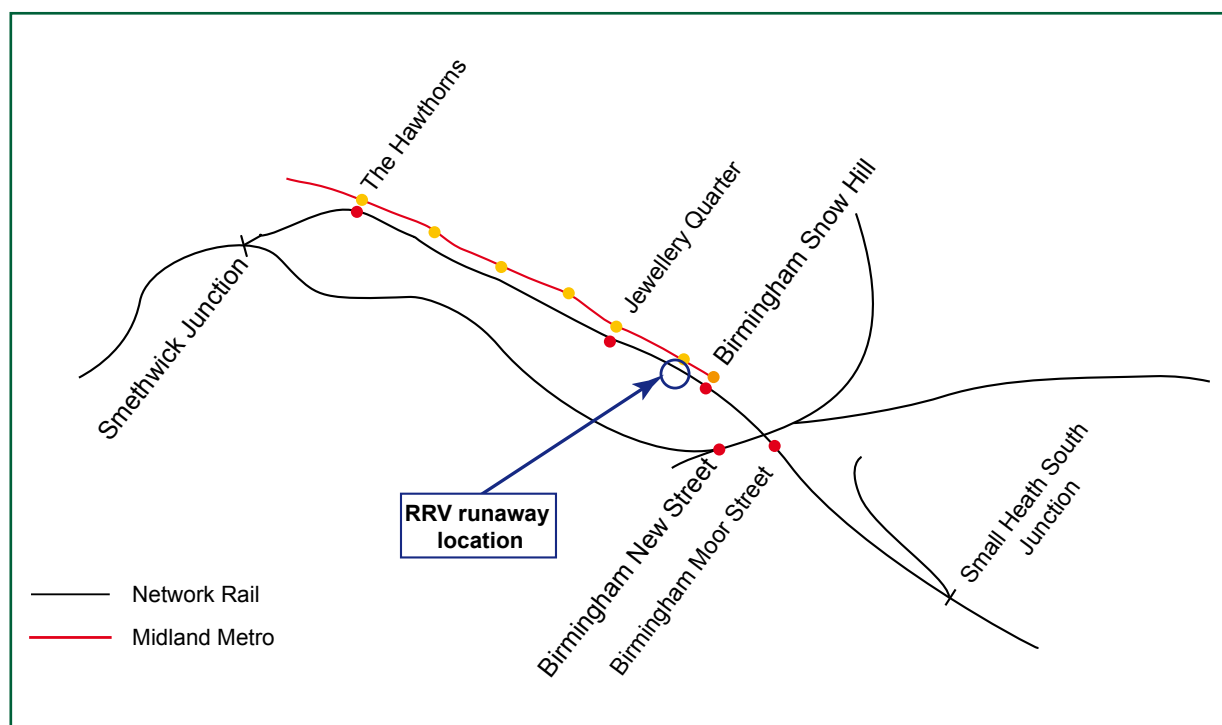 The Hawthorns
Jewellery Quarter
Birmingham Snow Hill
Smethwick Junction
RRV runaway
location
Birmingham New Street
Birmingham Moor Street
Small Heath South
Junction
Network Rail
Midland Metro